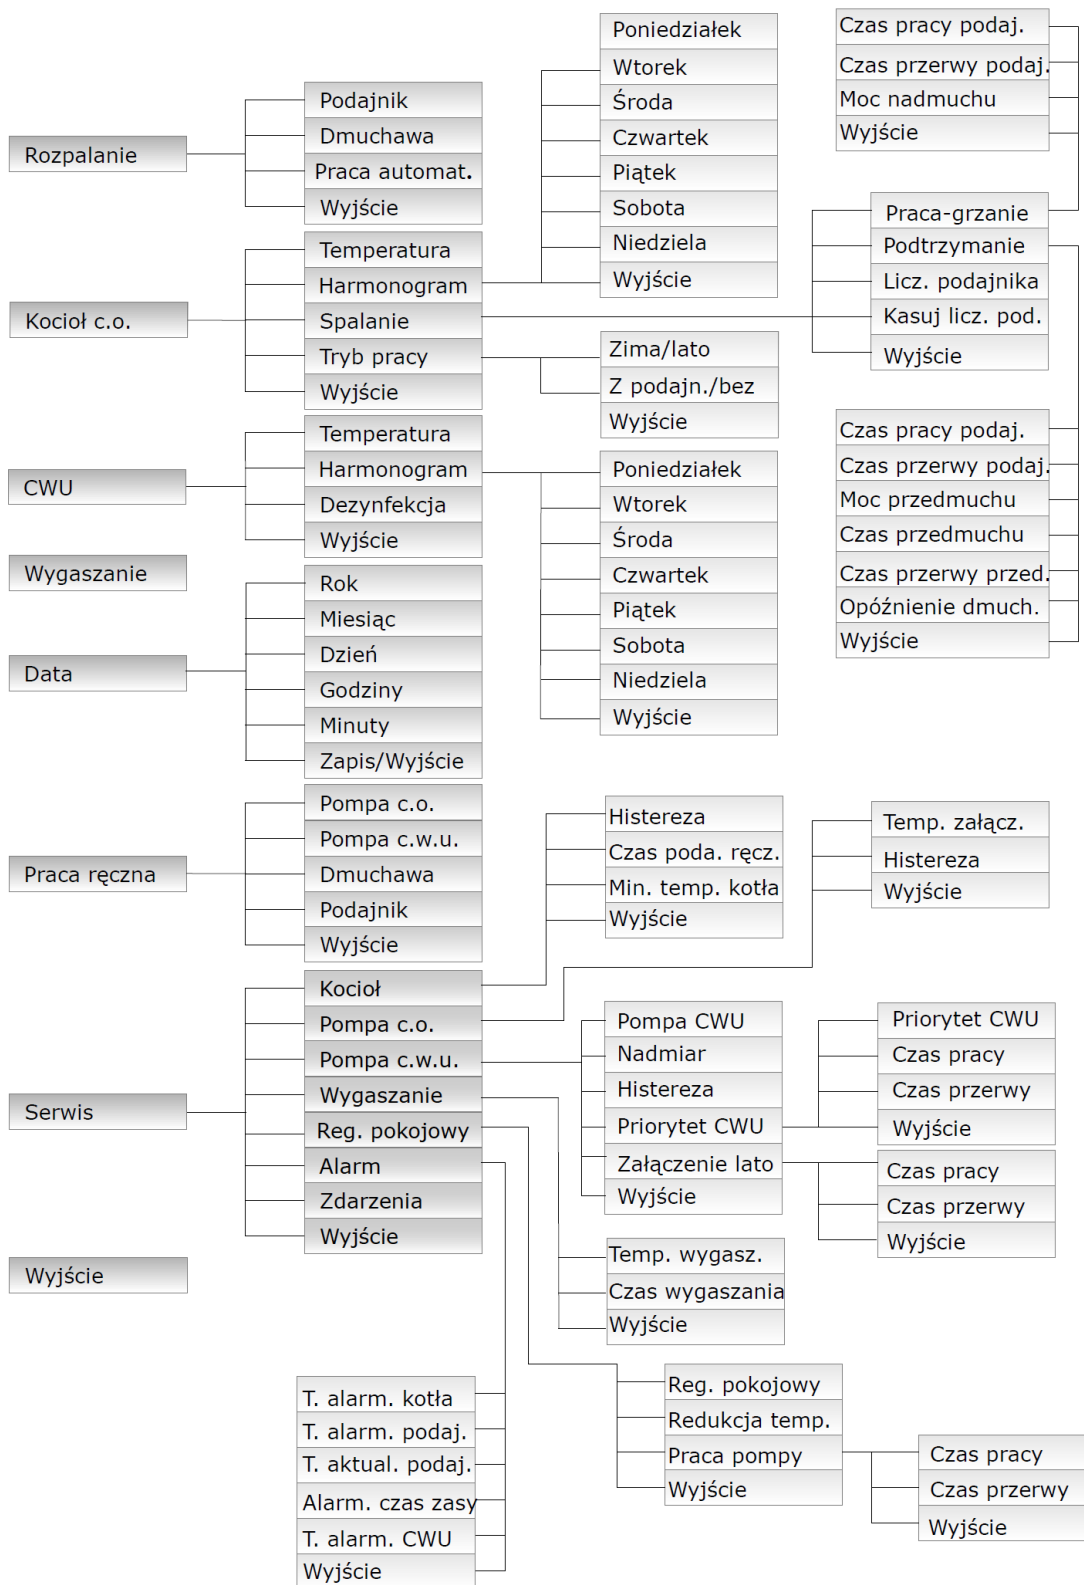 Rozpalanie
Podajnik
Dmuchawa
Praca automat.
Wyjście
Kocioł c.o.
Temperatura
Harmonogram
Spalanie
Tryb pracy
Wyjście
Poniedziałek
Wtorek
Środa
Czwartek
Piątek
Sobota
Niedziela
Wyjście
Praca-grzanie
Podtrzymanie
Licz. podajnika
Kasuj licz. pod.
Wyjście
Czas pracy podaj.
Czas przerwy podaj.
Moc nadmuchu
Wyjście
Czas pracy podaj.
Czas przerwy podaj.
Moc przedmuchu
Czas przedmuchu
Czas przerwy przed.
Opóźnienie dmuch.
Wyjście
Zima/lato
Z podajn./bez
Wyjście
CWU
Temperatura
Harmonogram
Dezynfekcja
Wyjście
Poniedziałek
Wtorek
Środa
Czwartek
Piątek
Sobota
Niedziela
Wyjście
Wygaszanie
Data
Rok
Miesiąc
Dzień
Godziny
Minuty
Zapis/Wyjście
Praca ręczna
Pompa c.o.
Pompa c.w.u.
Dmuchawa
Podajnik
Wyjście
Serwis
Kocioł
Pompa c.o.
Pompa c.w.u.
Wygaszanie
Reg. pokojowy
Alarm
Zdarzenia
Wyjście
Histereza
Czas poda. ręcz.
Min. temp. kotła
Wyjście
Temp. załącz.
Histereza
Wyjście
Pompa CWU
Nadmiar
Histereza
Priorytet CWU
Załączenie lato
Wyjście
Priorytet CWU
Czas pracy
Czas przerwy
Wyjście
Czas pracy
Czas przerwy
Wyjście
Temp. wygasz.
Czas wygaszania
Wyjście
Reg. pokojowy
Redukcja temp.
Praca pompy
Wyjście
Czas pracy
Czas przerwy
Wyjście
T. alarm. kotła
T. alarm. podaj.
T. aktual. podaj.
Alarm. czas zasy
T. alarm. CWU
Wyjście
Wyjście